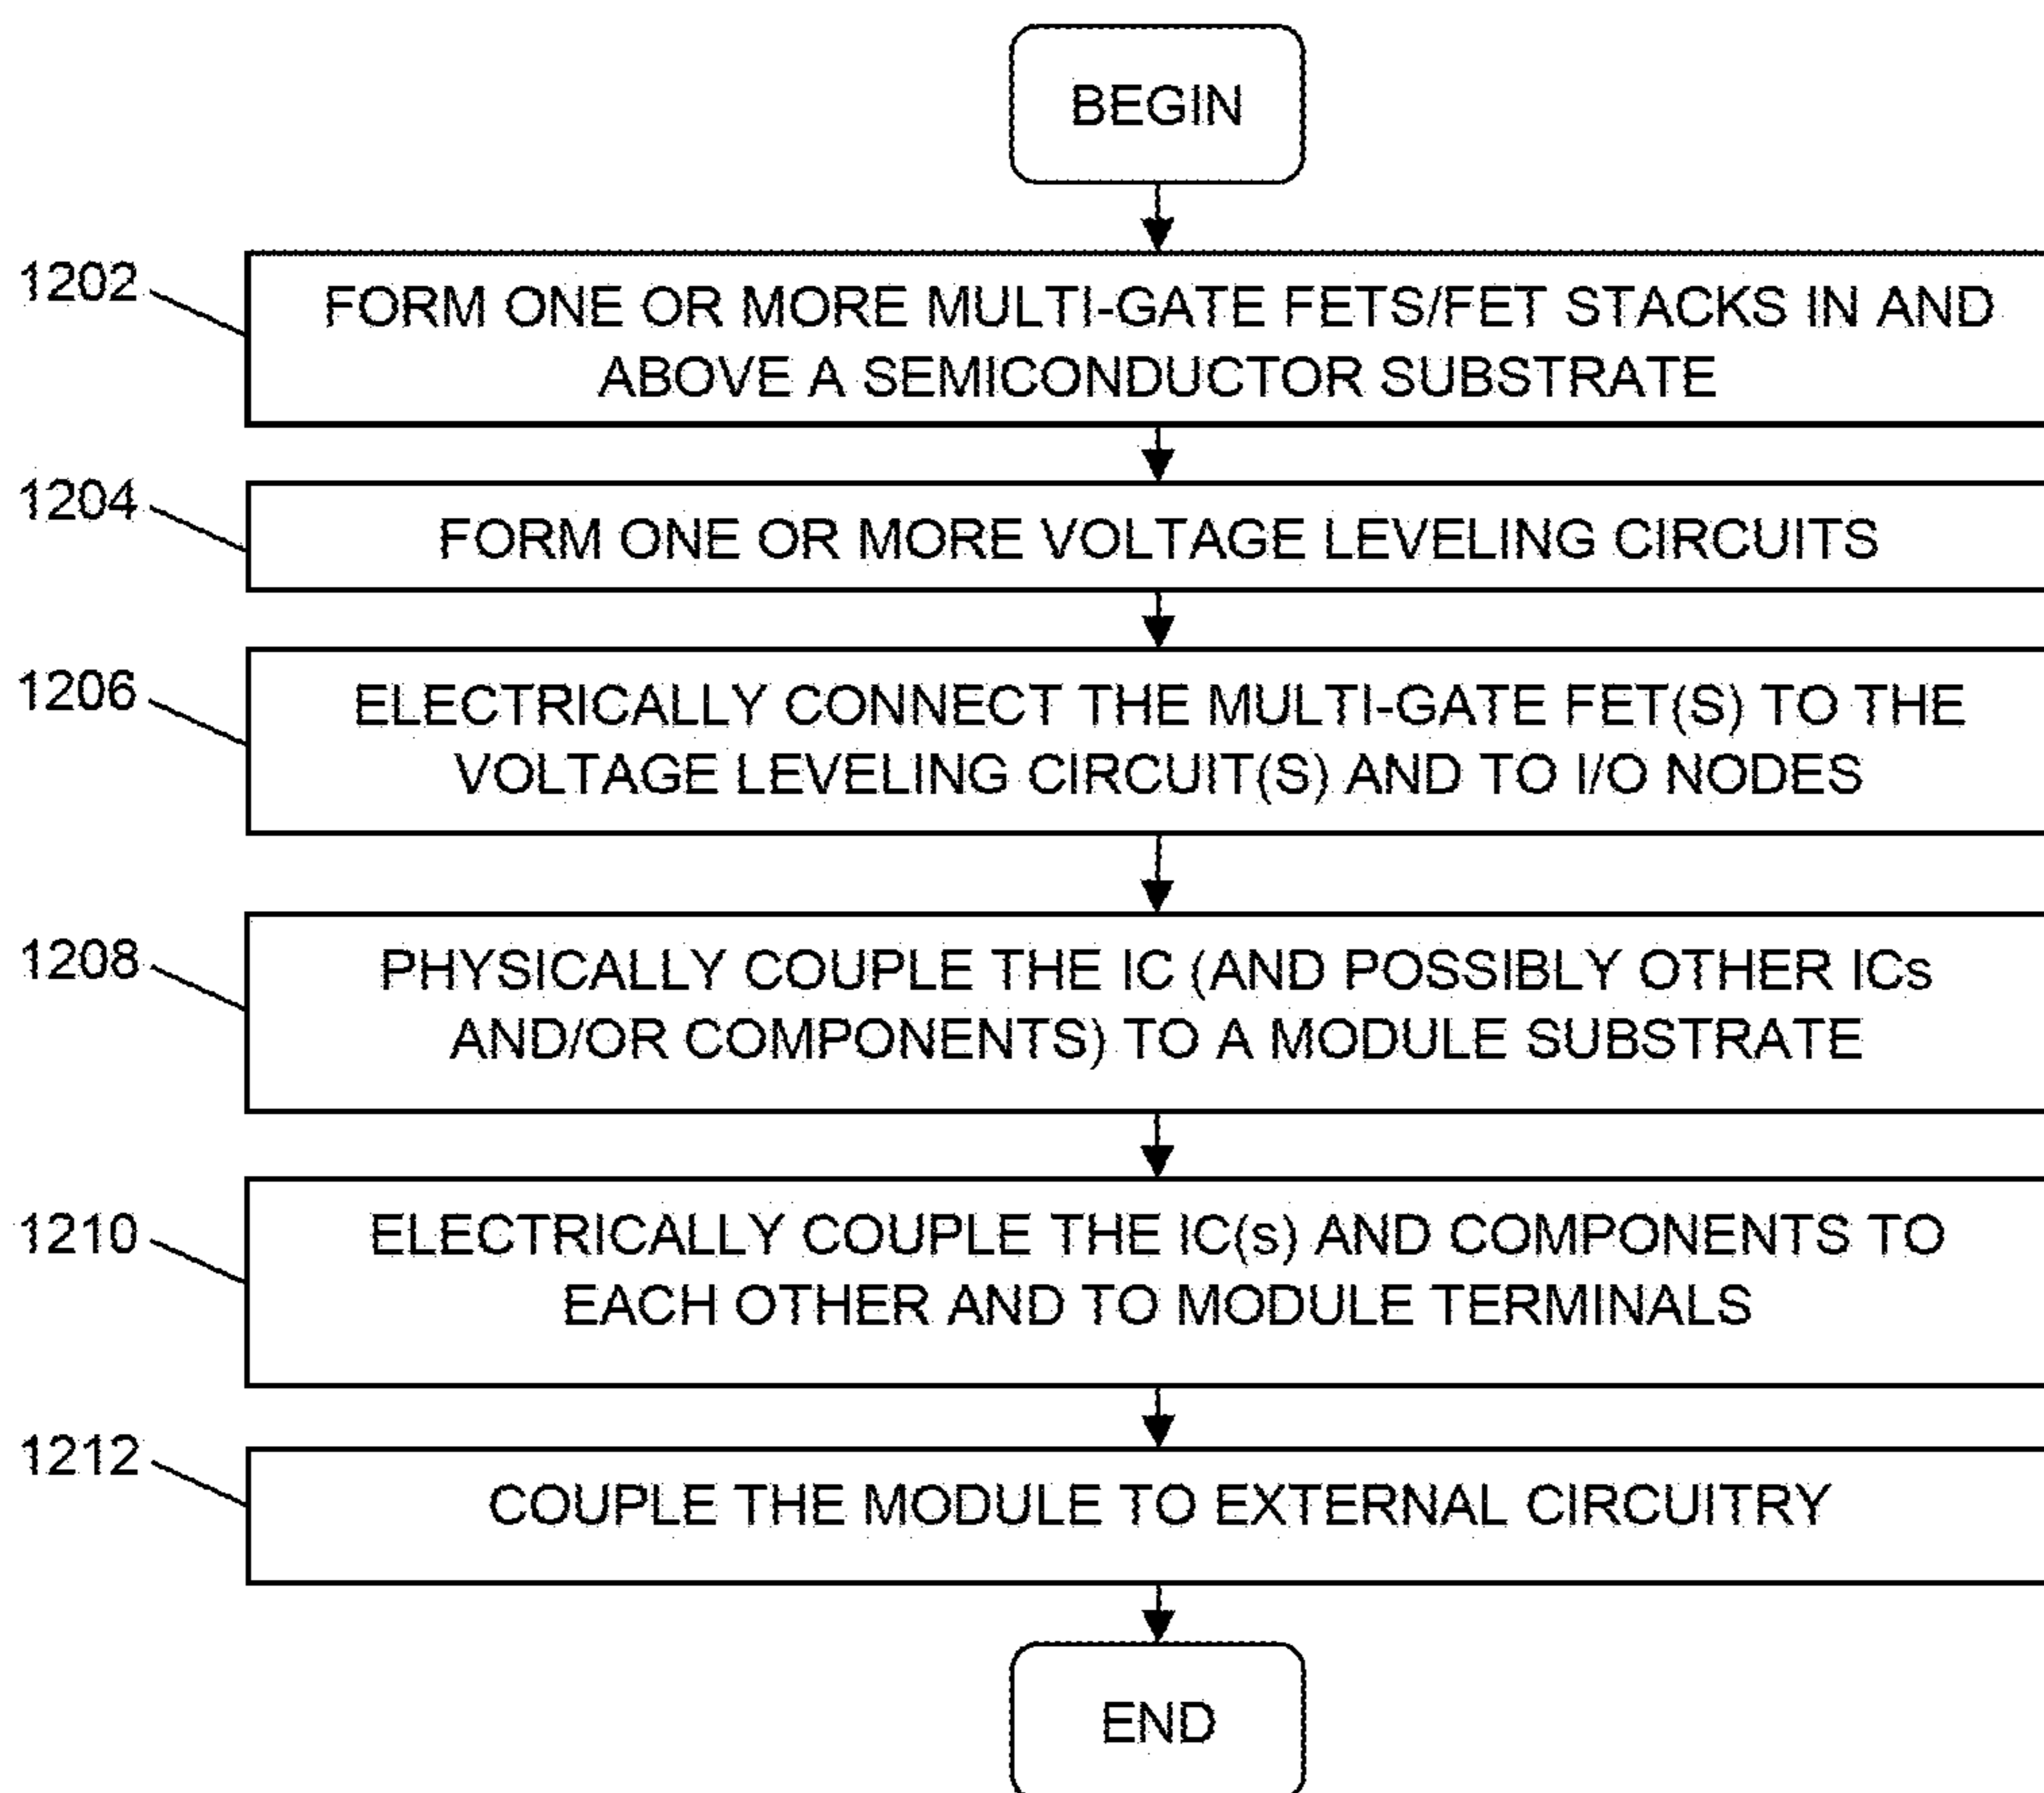 BEGIN
1202
FORM ONE OR MORE MULTI-GATE FETS/FET STACKS IN AND
ABOVE A SEMICONDUCTOR SUBSTRATE
1204
FORM ONE OR MORE VOLTAGE LEVELING CIRCUITS
1206
ELECTRICALLY CONNECT THE MULTI-GATE FET(S) TO THE
VOLTAGE LEVELING CIRCUIT(S) AND TO I/O NODES
1208
PHYSICALLY COUPLE THE IC (AND POSSIBLY OTHER ICs
AND/OR COMPONENTS) TO A MODULE SUBSTRATE
1210
ELECTRICALLY COUPLE THE IC(s) AND COMPONENTS TO
EACH OTHER AND TO MODULE TERMINALS
1212
COUPLE THE MODULE TO EXTERNAL CIRCUITRY
END